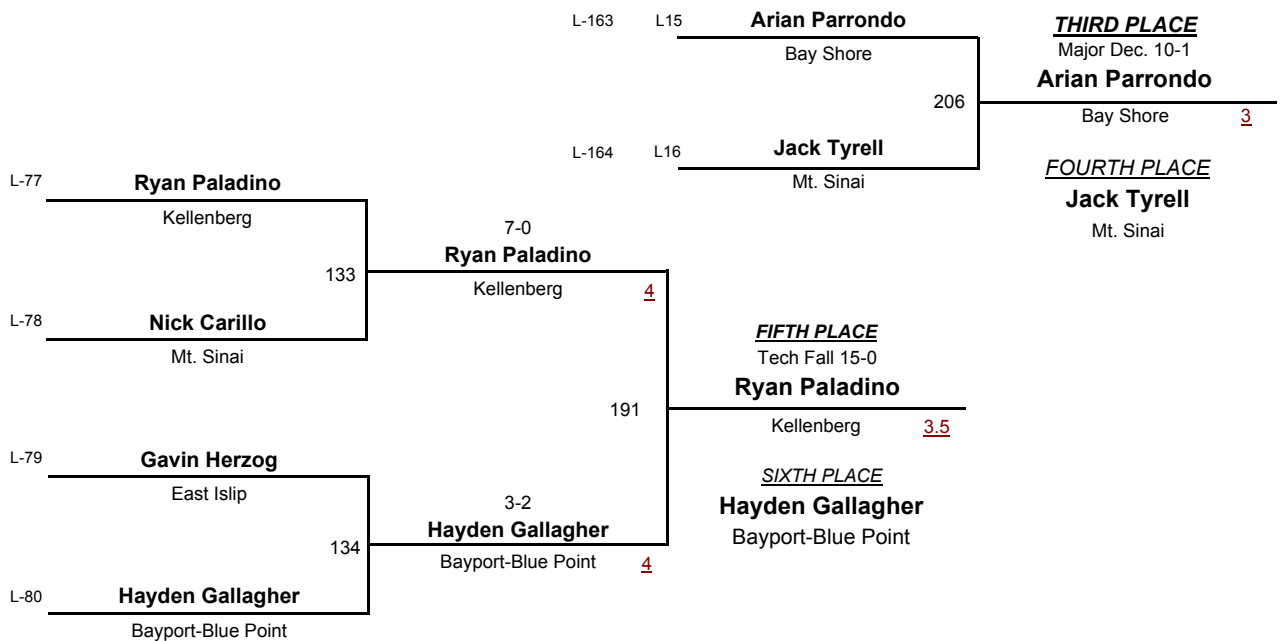 L-163 L15 Arian Parrondo
Bay Shore
206
L-164 L16 Jack Tyrell
Mt. Sinai
THIRD PLACE
Major Dec. 10-1
Arian Parrondo
Bay Shore 3
FOURTH PLACE
Jack Tyrell
Mt. Sinai
L-77 Ryan Paladino
Kellenberg
133
L-78 Nick Carillo
Mt. Sinai
7-0
Ryan Paladino
Kellenberg 4
L-79 Gavin Herzog
East Islip
134
L-80 Hayden Gallagher
Bayport-Blue Point
3-2
Hayden Gallagher
Bayport-Blue Point 4
191
FIFTH PLACE
Tech Fall 15-0
Ryan Paladino
Kellenberg 3.5
SIXTH PLACE
Hayden Gallagher
Bayport-Blue Point